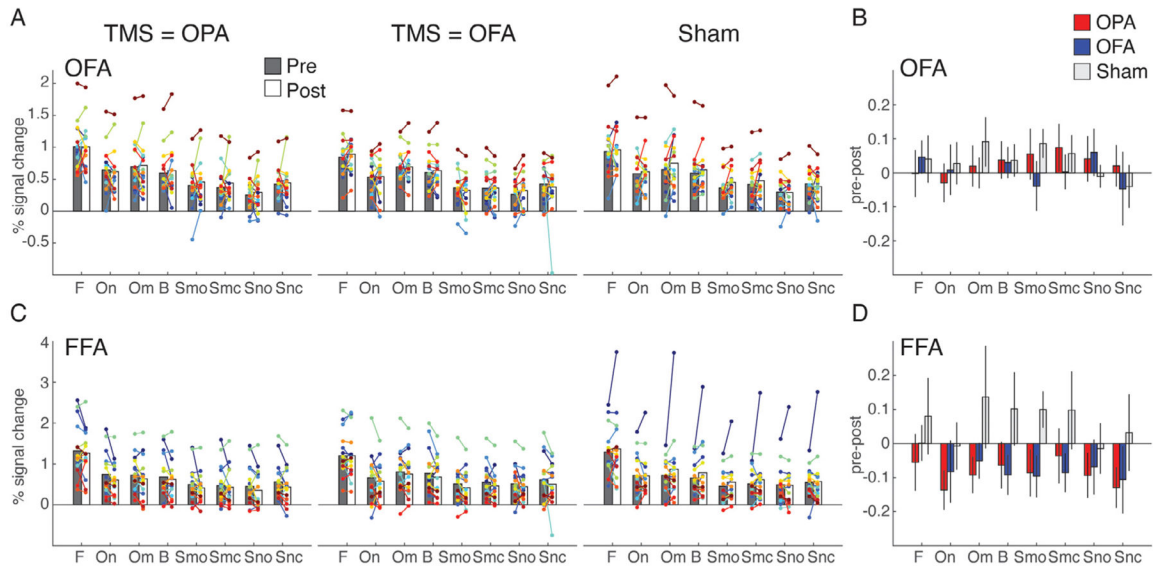 A
TMS = OPA
TMS = OFA
Sham
B
OPA
OFA
Sham
OFA
Pre
Post
% signal change
2
1.5
1
0.5
0
-0.5
F On Om B Smo Smc Sno Snc
F On Om B Smo Smc Sno Snc
F On Om B Smo Smc Sno Snc
OFA
pre-post
0.2
0.1
0
-0.1
-0.2
F On Om B Smo Smc Sno Snc
C
FFA
% signal change
4
3
2
1
0
F On Om B Smo Smc Sno Snc
F On Om B Smo Smc Sno Snc
F On Om B Smo Smc Sno Snc
D
FFA
pre-post
0.2
0.1
0
-0.1
-0.2
F On Om B Smo Smc Sno Snc